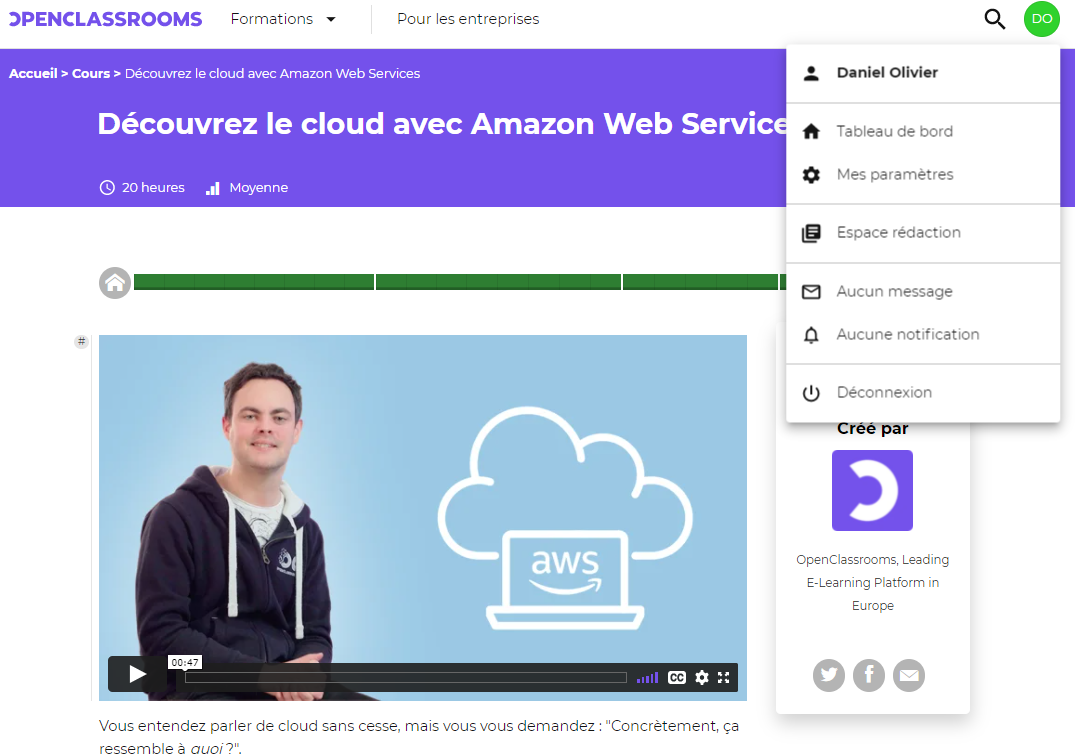 OPENCLASSROOMS Formations Pour les entreprises DO
Accueil > Cours > Découvrez le cloud avec Amazon Web Services
Découvrez le cloud avec Amazon Web Service
20 heures Moyenne
Daniel Olivier
Tableau de bord
Mes paramètres
Espace rédaction
Aucun message
Aucune notification
Déconnexion
#
aws
00:47
CC
Créé par
OpenClassrooms, Leading
E-Learning Platform in
Europe
Vous entendez parler de cloud sans cesse, mais vous vous demandez : "Concrètement, ça
ressemble à quoi ?".